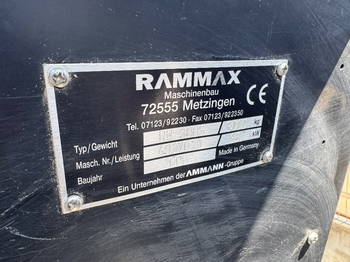 RAMMAX
Maschinenbau
72555 Metzingen
CE
Tel. 07123/92230 - Fax 07123/922350
Typ/Gewicht kg
Masch. Nr./Leistung kW
Baujahr Made in Germany
Ein Unternehmen der AMMANN-Gruppe